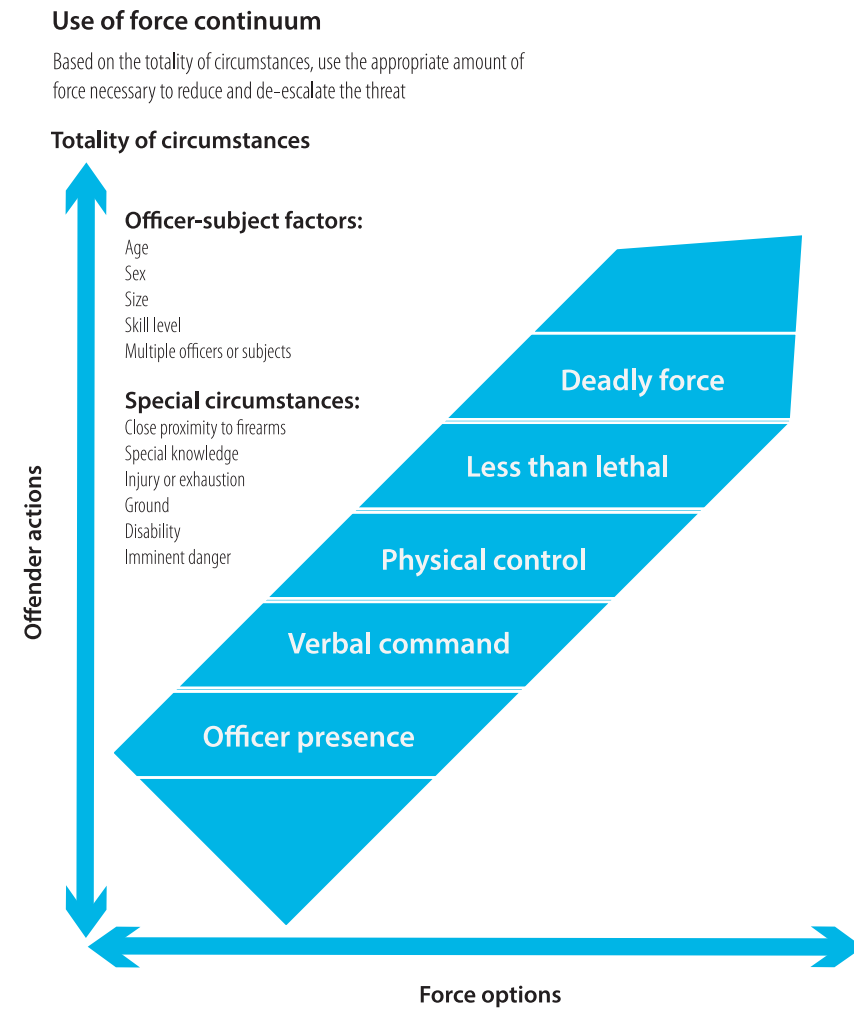 Use of force continuum
Based on the totality of circumstances, use the appropriate amount of
force necessary to reduce and de-escalate the threat
Totality of circumstances
Officer-subject factors:
Age
Sex
Size
Skill level
Multiple officers or subjects
Special circumstances:
Close proximity to firearms
Special knowledge
Injury or exhaustion
Ground
Disability
Imminent danger
Offender actions
Deadly force
Less than lethal
Physical control
Verbal command
Officer presence
Force options